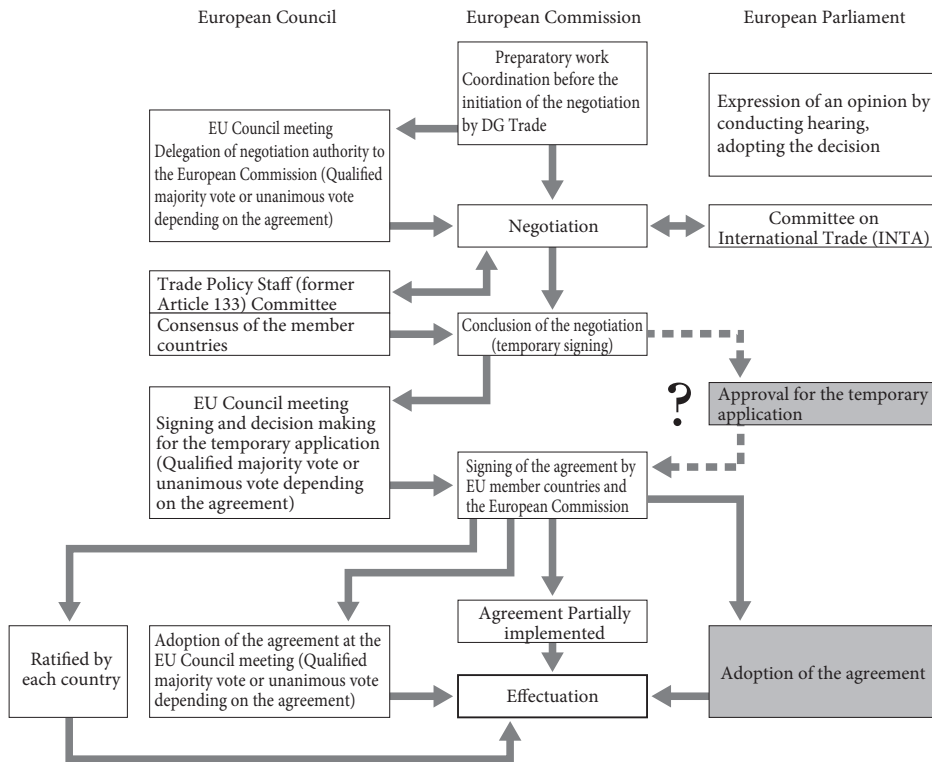 European Council
European Commission
European Parliament
Preparatory work
Coordination before the
initiation of the negotiation
by DG Trade
Expression of an opinion by
conducting hearing,
adopting the decision
EU Council meeting
Delegation of negotiation authority to
the European Commission (Qualified
majority vote or unanimous vote
depending on the agreement)
Negotiation
Committee on
International Trade (INTA)
Trade Policy Staff (former
Article 133) Committee
Consensus of the member
countries
Conclusion of the negotiation
(temporary signing)
EU Council meeting
Signing and decision making
for the temporary application
(Qualified majority vote or
unanimous vote depending
on the agreement)
?
Approval for the temporary
application
Signing of the agreement by
EU member countries and
the European Commission
Ratified by
each country
Adoption of the agreement at the
EU Council meeting (Qualified
majority vote or unanimous vote
depending on the agreement)
Agreement Partially
implemented
Effectuation
Adoption of the agreement